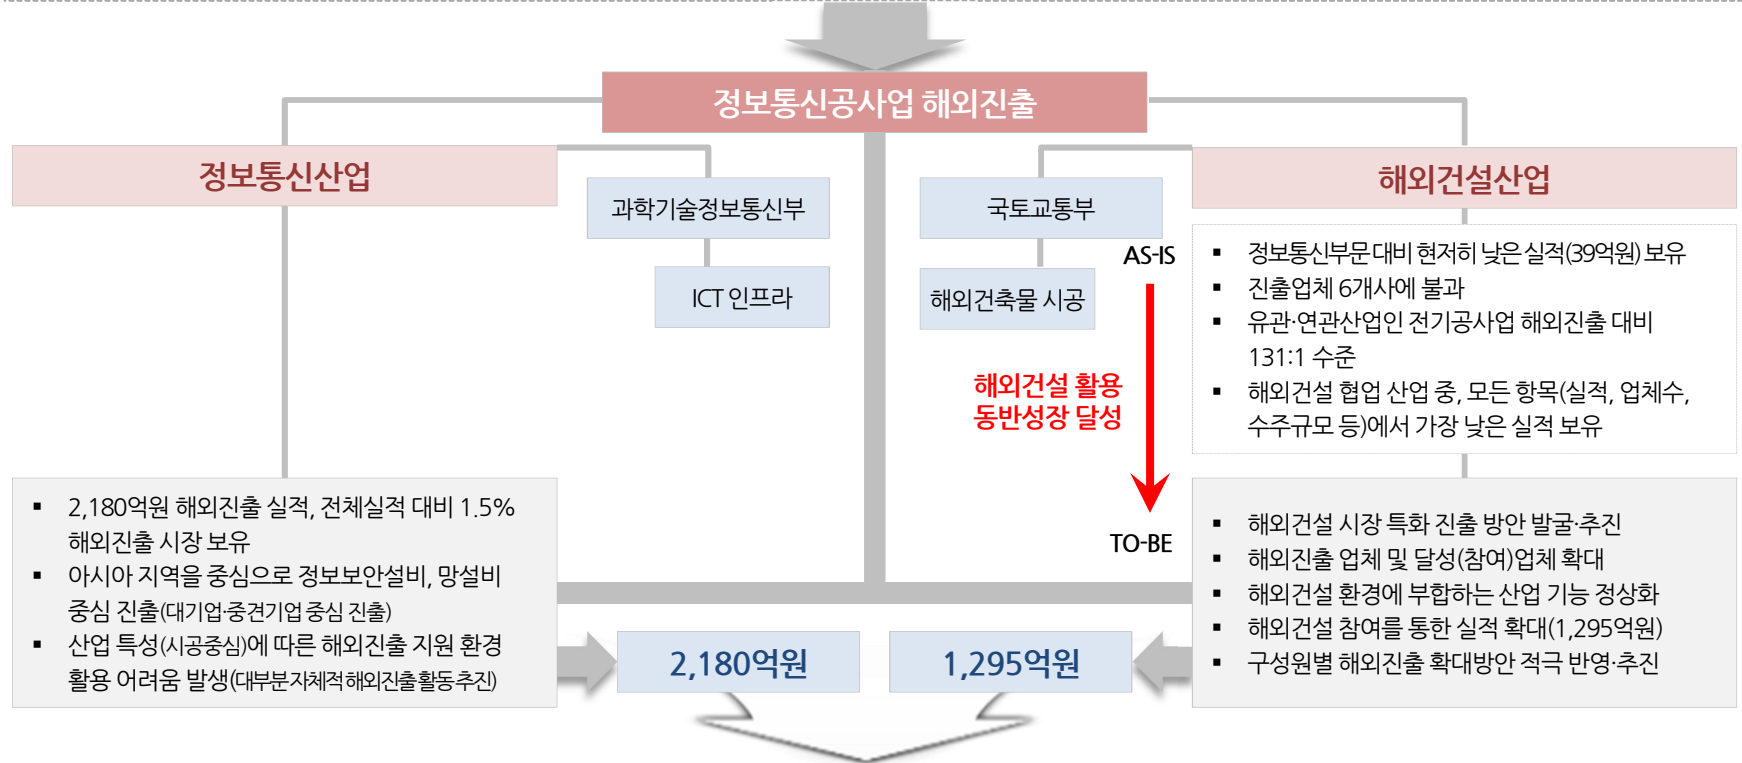 정보통신공사업 해외진출
정보통신산업
과학기술정보통신부
ICT 인프라
▪ 2,180억원 해외진출 실적, 전체실적 대비 1.5%
해외진출 시장 보유
▪ 아시아 지역을 중심으로 정보보안설비, 망설비
중심 진출(대기업·중견기업 중심 진출)
▪ 산업 특성(시공중심)에 따른 해외진출 지원 환경
활용 어려움 발생(대부분 자체적 해외진출 활동 추진)
국토교통부
해외건축물 시공
해외건설산업
AS-IS
▪ 정보통신부문 대비 현저히 낮은 실적(39억원) 보유
▪ 진출업체 6개사에 불과
▪ 유관·연관산업인 전기공사업 해외진출 대비
131:1 수준
▪ 해외건설 협업 산업 중, 모든 항목(실적, 업체수,
수주규모 등)에서 가장 낮은 실적 보유
해외건설 활용
동반성장 달성
TO-BE
▪ 해외건설 시장 특화 진출 방안 발굴·추진
▪ 해외진출 업체 및 달성(참여)업체 확대
▪ 해외건설 환경에 부합하는 산업 기능 정상화
▪ 해외건설 참여를 통한 실적 확대(1,295억원)
▪ 구성원별 해외진출 확대방안 적극 반영·추진
2,180억원
1,295억원